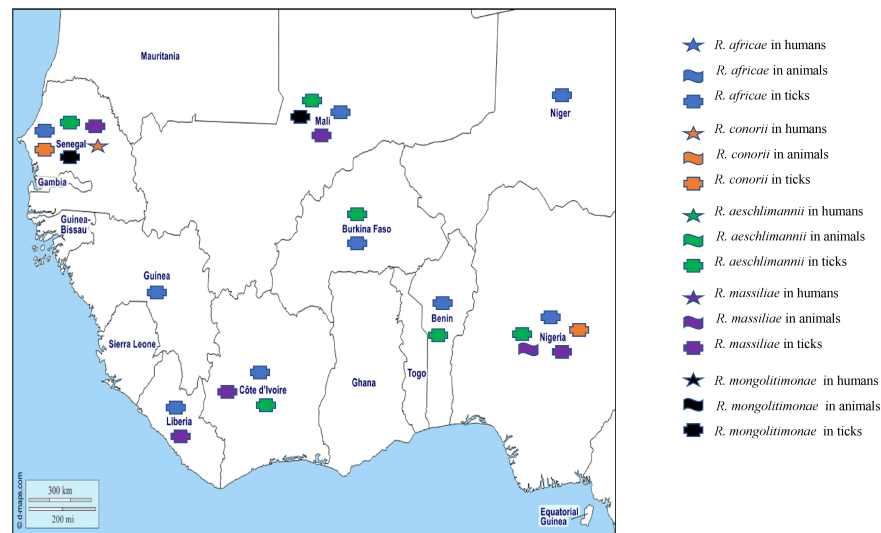 Mauritania
Niger
Mali
Senegal
Gambia
Guinea-
Bissau
Burkina Faso
Guinea
Benin
Nigeria
Sierra Leone
Ghana
Togo
Côte d'Ivoire
Liberia
Equatorial
Guinea
300 km
200 mi
© d-maps.com
R. africae in humans
R. africae in animals
R. africae in ticks
R. conorii in humans
R. conorii in animals
R. conorii in ticks
R. aeschlimannii in humans
R. aeschlimannii in animals
R. aeschlimannii in ticks
R. massiliae in humans
R. massiliae in animals
R. massiliae in ticks
R. mongolitimonae in humans
R. mongolitimonae in animals
R. mongolitimonae in ticks